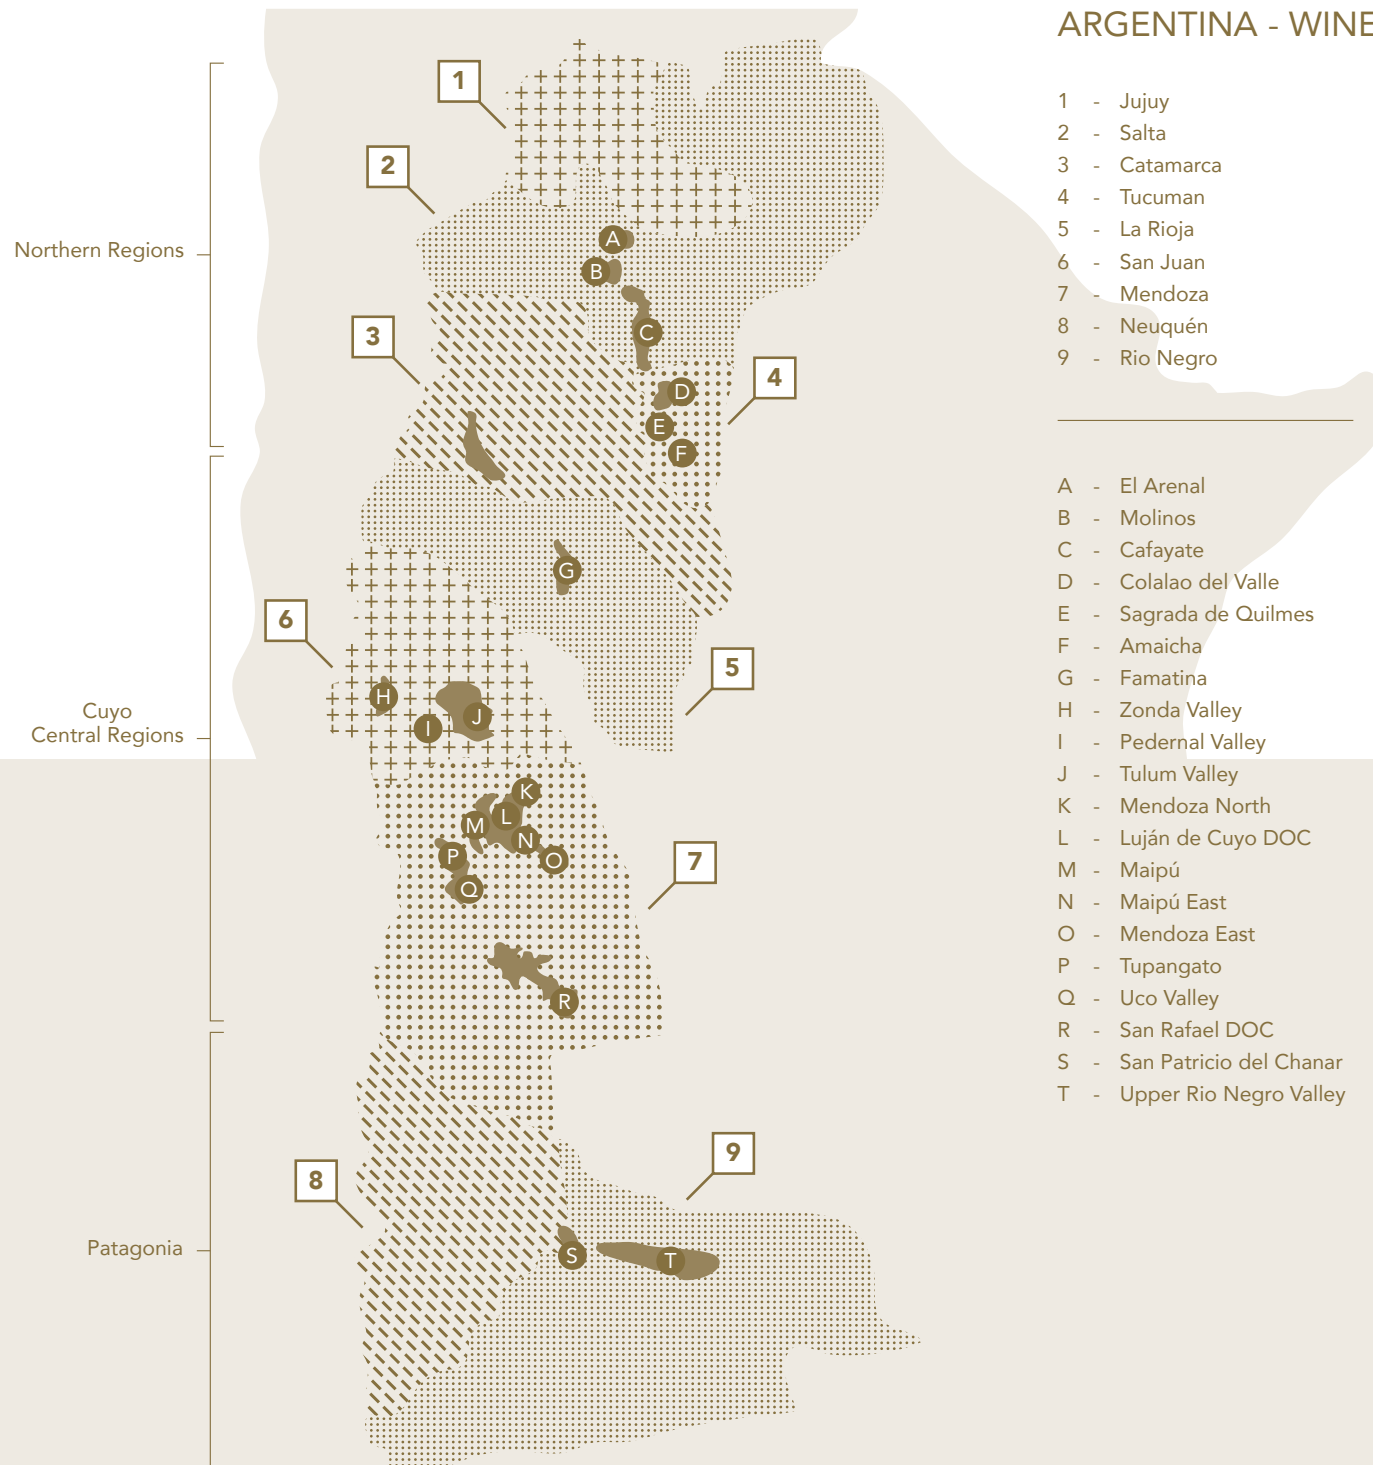 ARGENTINA - WINE
1 - Jujuy
2 - Salta
3 - Catamarca
4 - Tucuman
5 - La Rioja
6 - San Juan
7 - Mendoza
8 - Neuquén
9 - Rio Negro
A - El Arenal
B - Molinos
C - Cafayate
D - Colalao del Valle
E - Sagrada de Quilmes
F - Amaicha
G - Famatina
H - Zonda Valley
I - Pedernal Valley
J - Tulum Valley
K - Mendoza North
L - Luján de Cuyo DOC
M - Maipú
N - Maipú East
O - Mendoza East
P - Tupangato
Q - Uco Valley
R - San Rafael DOC
S - San Patricio del Chanar
T - Upper Rio Negro Valley
Northern Regions
Cuyo
Central Regions
Patagonia
1
2
3
4
5
6
7
8
9
A
B
C
D
E
F
G
H
I
J
K
L
M
N
O
P
Q
R
S
T